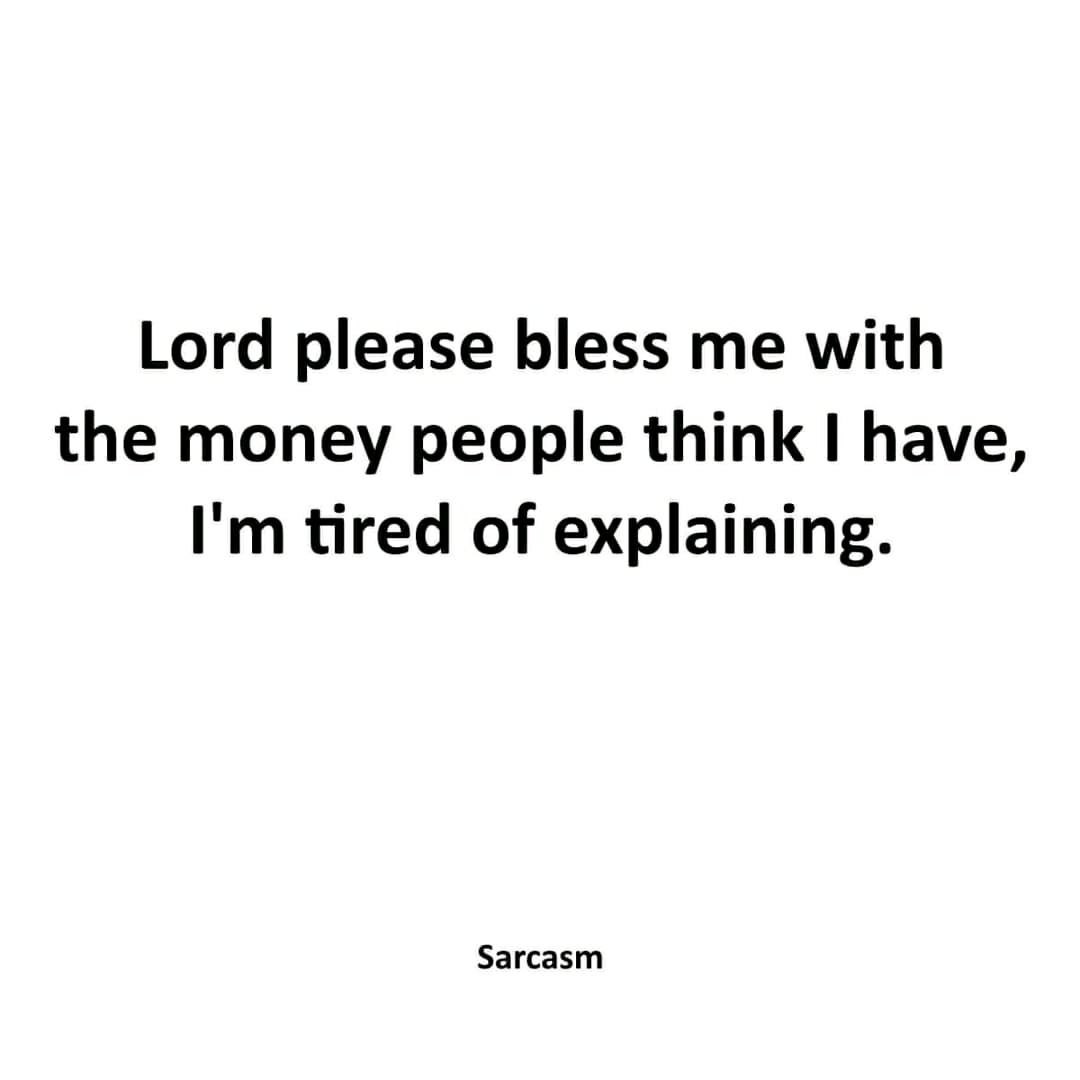 Lord please bless me with
the money people think I have,
I'm tired of explaining.
Sarcasm